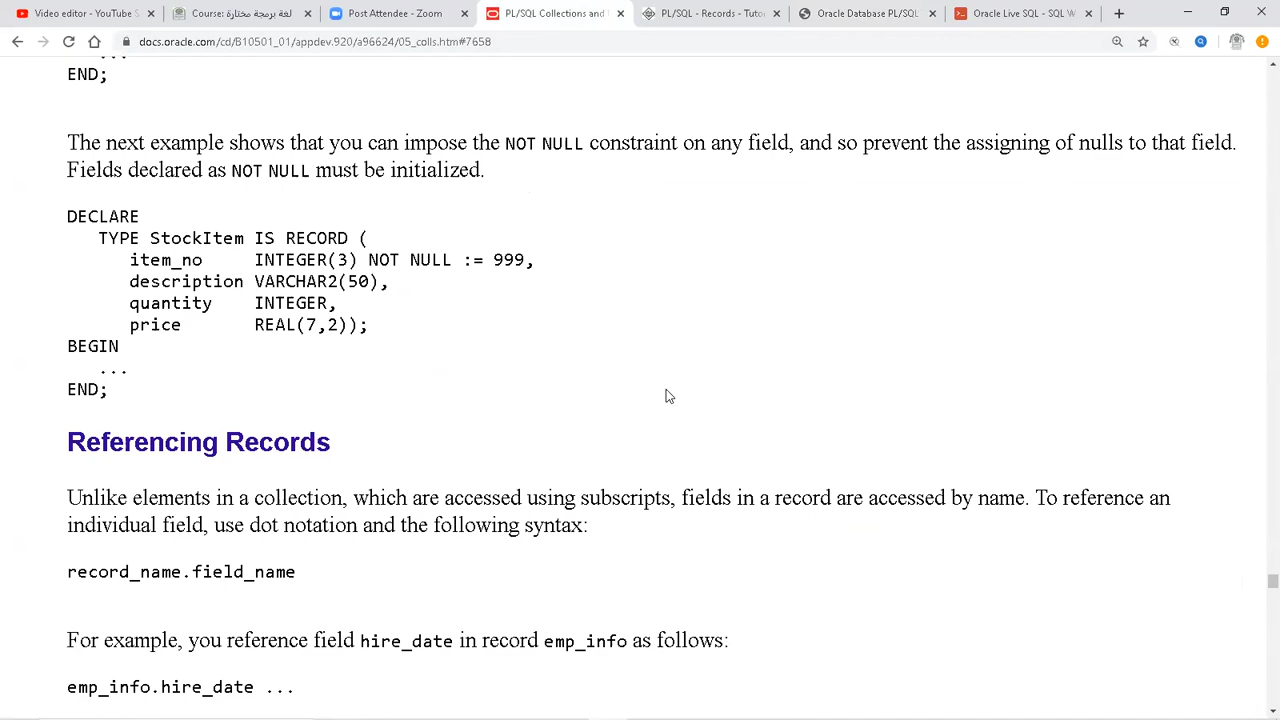 Video editor - YouTube S
Course: لغة برمجة مختارة
Post Attendee - Zoom
PL/SQL Collections and
PL/SQL - Records - Tuto
Oracle Database PL/SQL
Oracle Live SQL - SQL W
docs.oracle.com/cd/B10501_01/appdev.920/a96624/05_colls.htm#7658
...
END;
The next example shows that you can impose the NOT NULL constraint on any field, and so prevent the assigning of nulls to that field.
Fields declared as NOT NULL must be initialized.
DECLARE
TYPE StockItem IS RECORD (
item_no INTEGER(3) NOT NULL := 999,
description VARCHAR2(50),
quantity INTEGER,
price REAL(7,2));
BEGIN
...
END;
Referencing Records
Unlike elements in a collection, which are accessed using subscripts, fields in a record are accessed by name. To reference an
individual field, use dot notation and the following syntax:
record_name.field_name
For example, you reference field hire_date in record emp_info as follows:
emp_info.hire_date ...